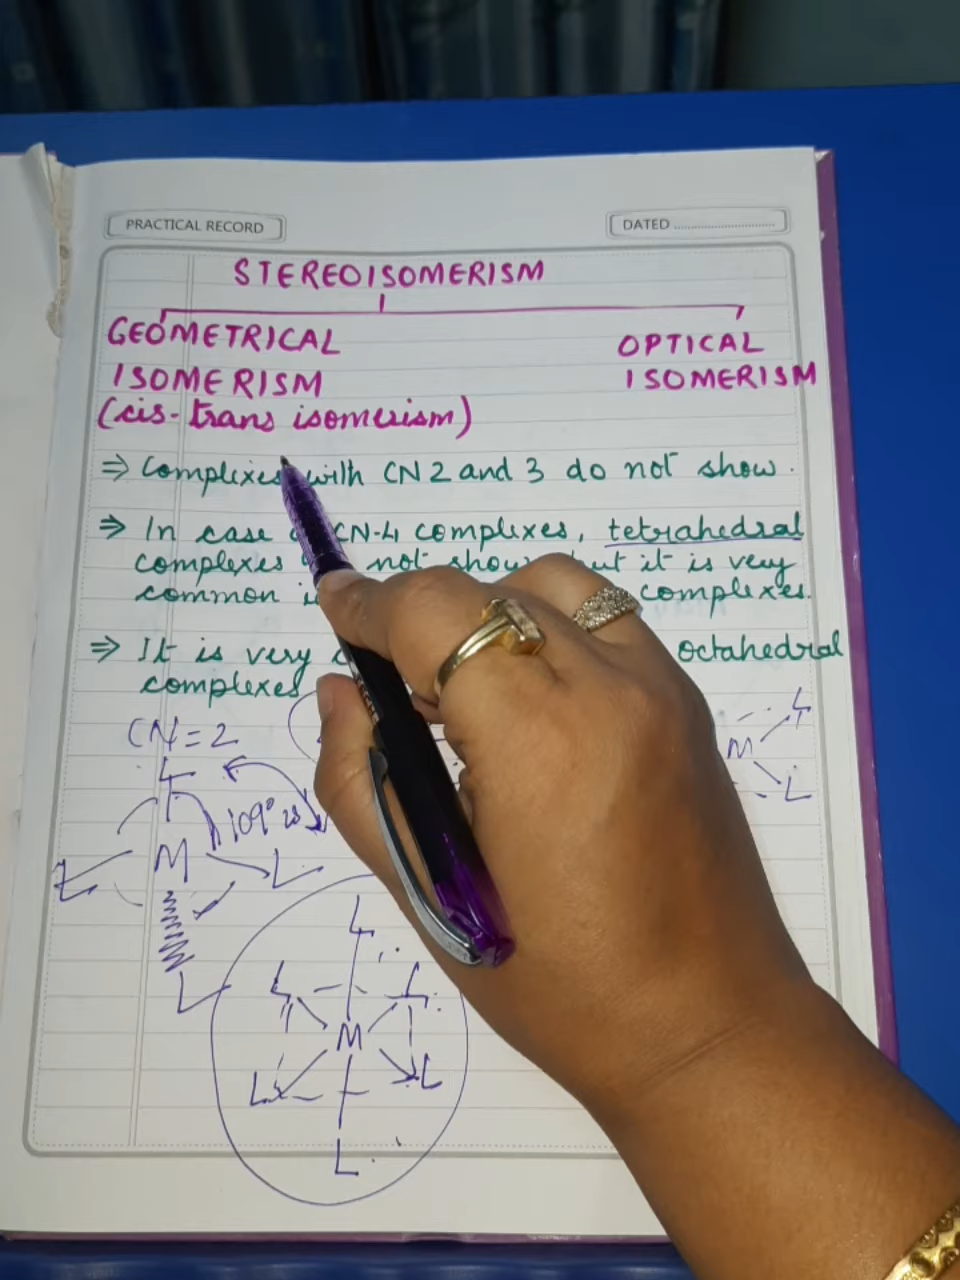 PRACTICAL RECORD
DATED
STEREOISOMERISM
GEOMETRICAL
ISOMERISM
(cis-trans isomerism)
OPTICAL
ISOMERISM
⇒ Complexes with CN 2 and 3 do not show.
⇒ In case CN-4 complexes, tetrahedral
complexes not show but it is very
common complexes.
⇒ It is very octahedral
complexes
CN = 2
L
109° 28
L M L
L
L
L L
M
L L
L
L
M
L